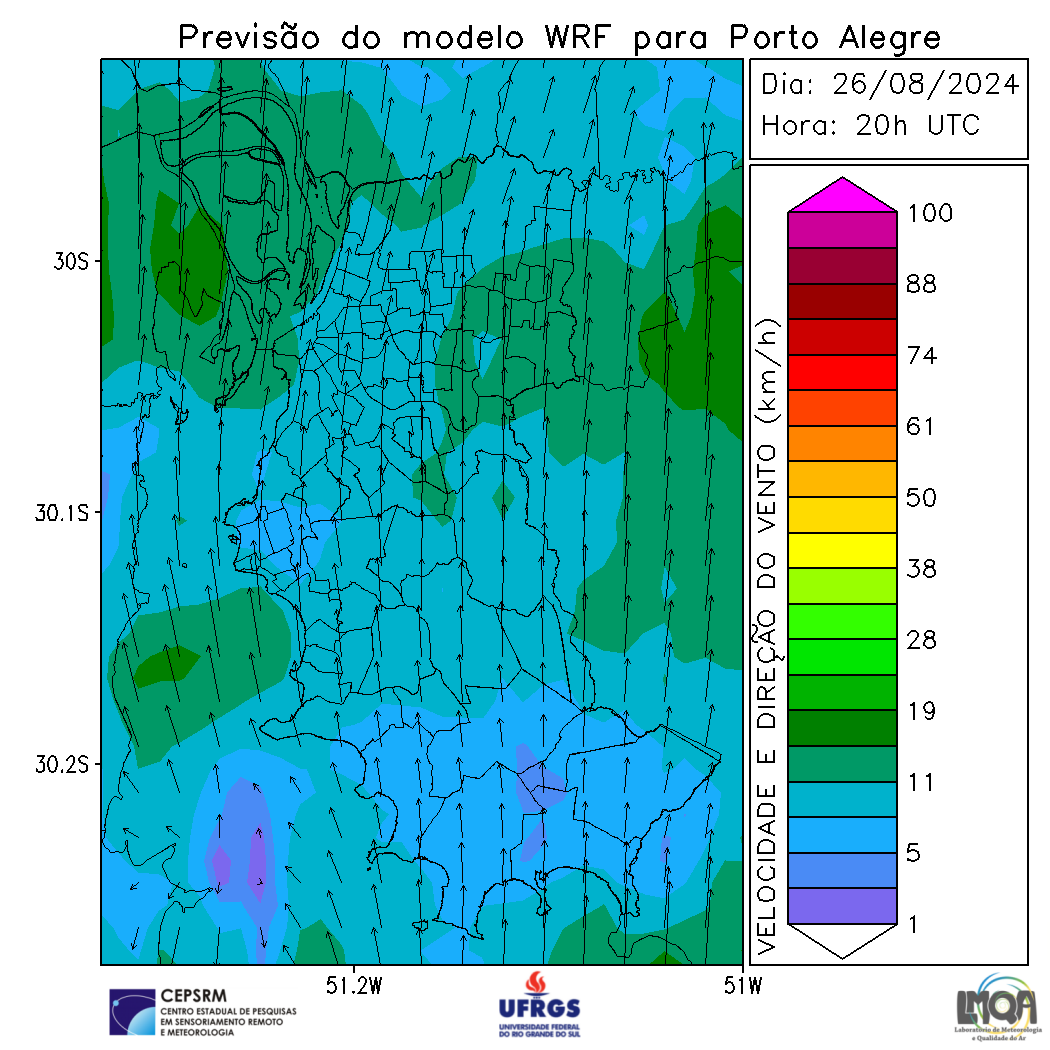 Previsão do modelo WRF para Porto Alegre
Dia: 26/08/2024
Hora: 20h UTC
30S
30.1S
30.2S
51.2W
51W
VELOCIDADE E DIREÇÃO DO VENTO (km/h)
100
88
74
61
50
38
28
19
11
5
1
CEPSRM
CENTRO ESTADUAL DE PESQUISAS
EM SENSORIAMENTO REMOTO
E METEOROLOGIA
UFRGS
UNIVERSIDADE FEDERAL
DO RIO GRANDE DO SUL
LMQA
Laboratório de Meteorologia
e Qualidade do Ar